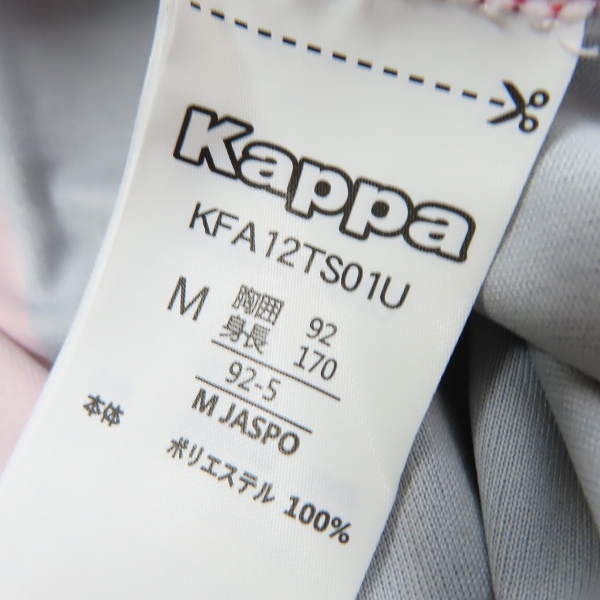 Kappa
KFA12TS01U
M 胸囲 92
身長 170
92-5
M JASPO
本体
ポリエステル 100%